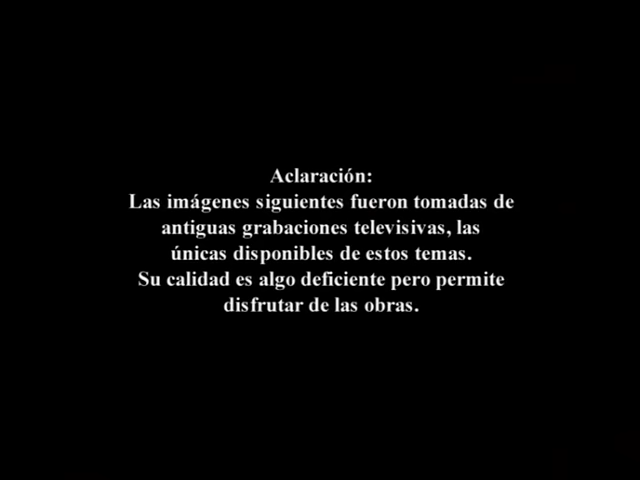 Aclaración:
Las imágenes siguientes fueron tomadas de
antiguas grabaciones televisivas, las
únicas disponibles de estos temas.
Su calidad es algo deficiente pero permite
disfrutar de las obras.